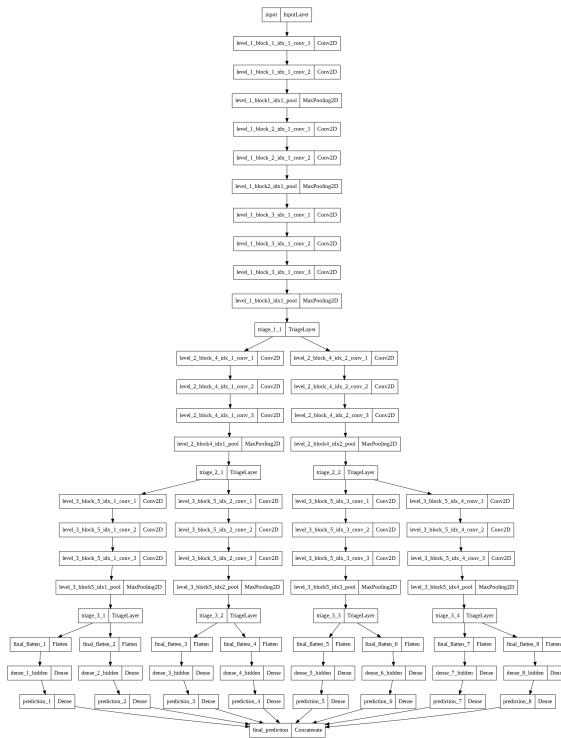 input InputLayer
level_1_block_1_idx_1_conv_1 Conv2D
level_1_block_1_idx_1_conv_2 Conv2D
level_1_block1_idx1_pool MaxPooling2D
level_1_block_2_idx_1_conv_1 Conv2D
level_1_block_2_idx_1_conv_2 Conv2D
level_1_block2_idx1_pool MaxPooling2D
level_1_block_3_idx_1_conv_1 Conv2D
level_1_block_3_idx_1_conv_2 Conv2D
level_1_block_3_idx_1_conv_3 Conv2D
level_1_block3_idx1_pool MaxPooling2D
triage_1_1 TriageLayer
level_2_block_4_idx_1_conv_1 Conv2D level_2_block_4_idx_2_conv_1 Conv2D
level_2_block_4_idx_1_conv_2 Conv2D level_2_block_4_idx_2_conv_2 Conv2D
level_2_block_4_idx_1_conv_3 Conv2D level_2_block_4_idx_2_conv_3 Conv2D
level_2_block4_idx1_pool MaxPooling2D level_2_block4_idx2_pool MaxPooling2D
triage_2_1 TriageLayer triage_2_2 TriageLayer
level_3_block_5_idx_1_conv_1 Conv2D level_3_block_5_idx_2_conv_1 Conv2D level_3_block_5_idx_3_conv_1 Conv2D level_3_block_5_idx_4_conv_1 Conv2D
level_3_block_5_idx_1_conv_2 Conv2D level_3_block_5_idx_2_conv_2 Conv2D level_3_block_5_idx_3_conv_2 Conv2D level_3_block_5_idx_4_conv_2 Conv2D
level_3_block_5_idx_1_conv_3 Conv2D level_3_block_5_idx_2_conv_3 Conv2D level_3_block_5_idx_3_conv_3 Conv2D level_3_block_5_idx_4_conv_3 Conv2D
level_3_block5_idx1_pool MaxPooling2D level_3_block5_idx2_pool MaxPooling2D level_3_block5_idx3_pool MaxPooling2D level_3_block5_idx4_pool MaxPooling2D
triage_3_1 TriageLayer triage_3_2 TriageLayer triage_3_3 TriageLayer triage_3_4 TriageLayer
final_flatten_1 Flatten final_flatten_2 Flatten final_flatten_3 Flatten final_flatten_4 Flatten final_flatten_5 Flatten final_flatten_6 Flatten final_flatten_7 Flatten final_flatten_8 Flatten
dense_1_hidden Dense dense_2_hidden Dense dense_3_hidden Dense dense_4_hidden Dense dense_5_hidden Dense dense_6_hidden Dense dense_7_hidden Dense dense_8_hidden Dense
prediction_1 Dense prediction_2 Dense prediction_3 Dense prediction_4 Dense prediction_5 Dense prediction_6 Dense prediction_7 Dense prediction_8 Dense
final_prediction Concatenate